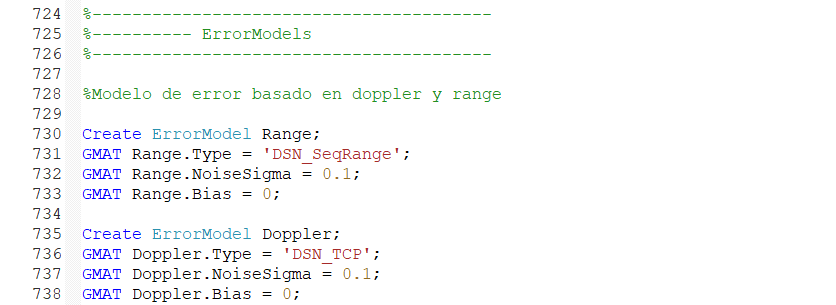 724 %----------------------------------------
725 %---------- ErrorModels
726 %----------------------------------------
727
728 %Modelo de error basado en doppler y range
729
730 Create ErrorModel Range;
731 GMAT Range.Type = 'DSN_SeqRange';
732 GMAT Range.NoiseSigma = 0.1;
733 GMAT Range.Bias = 0;
734
735 Create ErrorModel Doppler;
736 GMAT Doppler.Type = 'DSN_TCP';
737 GMAT Doppler.NoiseSigma = 0.1;
738 GMAT Doppler.Bias = 0;